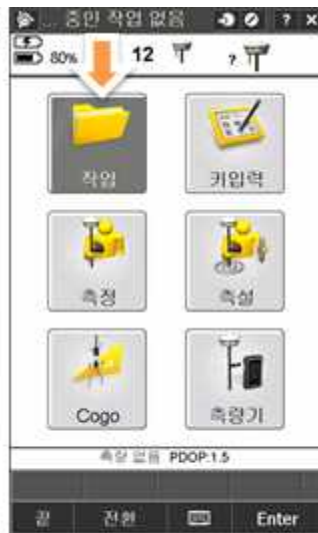 ... 중인 작업 없음 ? ×
80% 12 ?
작업 키입력
측정 측설
Cogo 측량기
측량 없음 PDOP:1.5
끝 전환 Enter